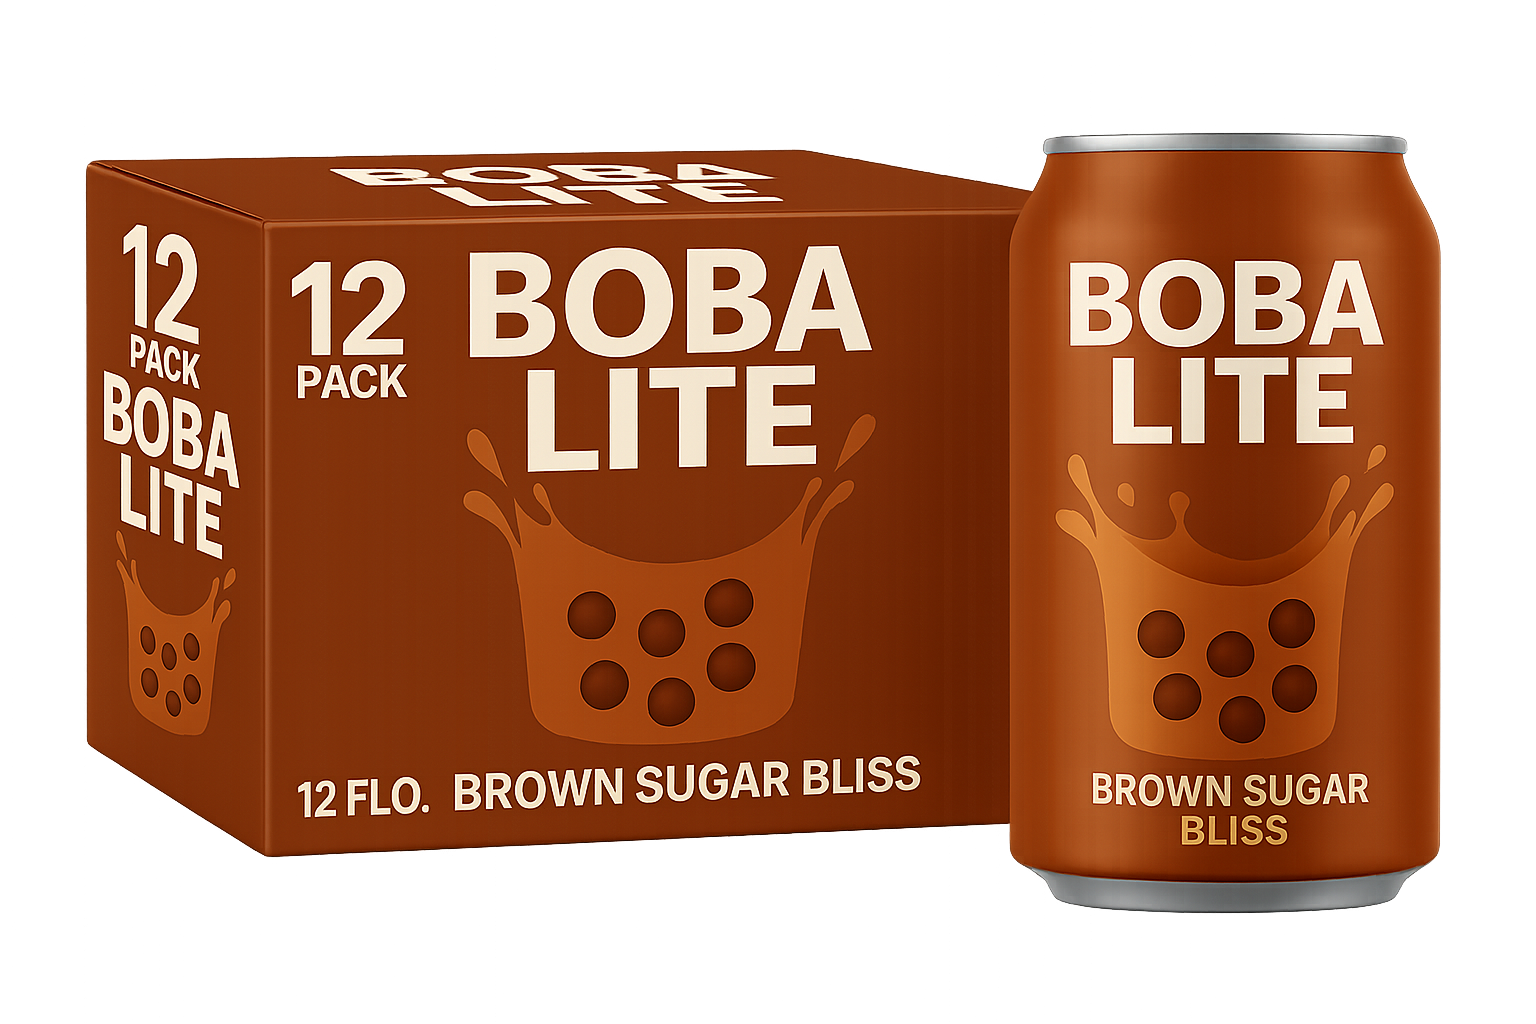 BOBA
LITE
12
PACK
BOBA
LITE
12
PACK
BOBA
LITE
12 FLO. BROWN SUGAR BLISS
BOBA
LITE
BROWN SUGAR
BLISS